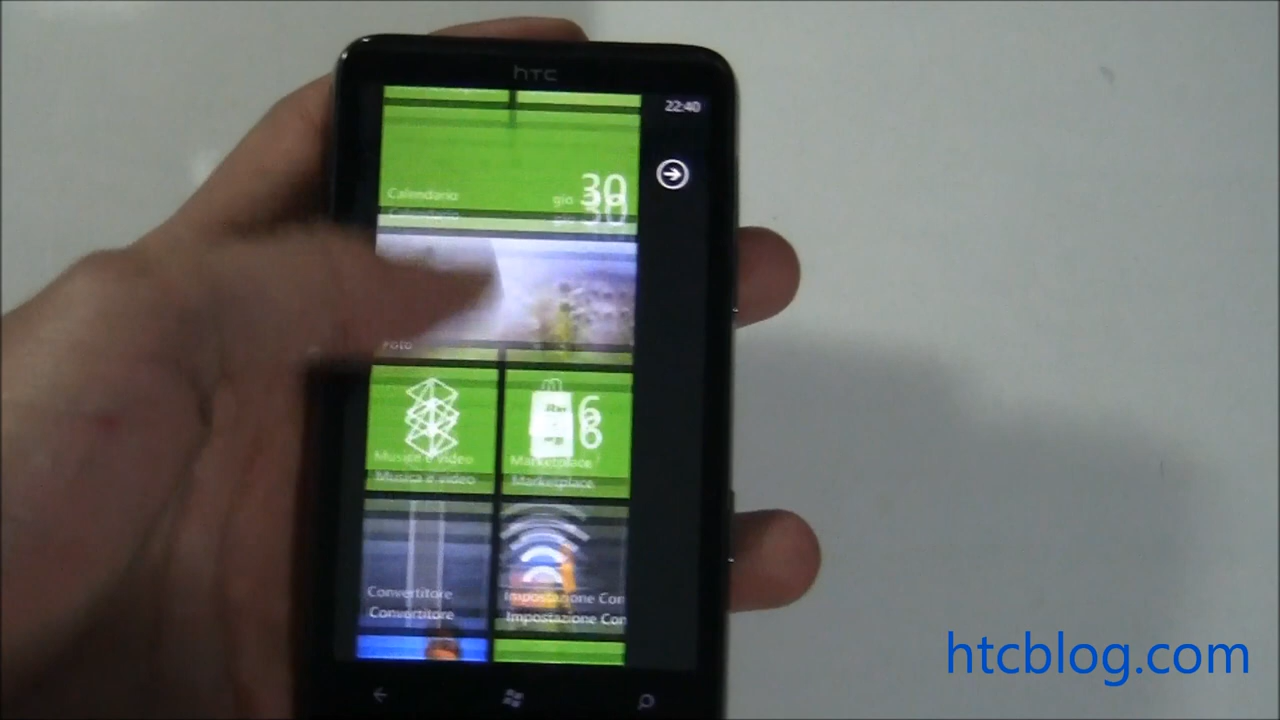 hTC
22:40
Calendario
gio 30
Foto
Musica e video
Marketplace
6
Convertitore
Impostazione Con
htcblog.com